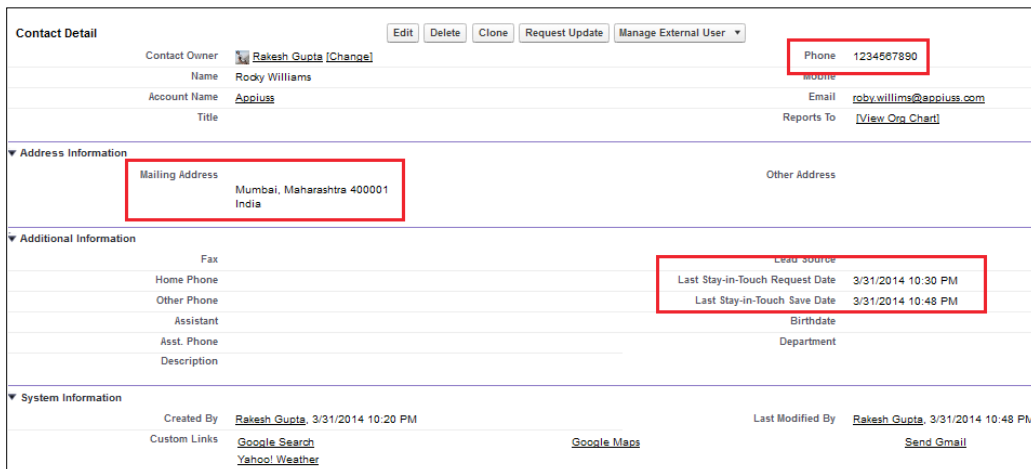 Contact Detail Edit Delete Clone Request Update Manage External User
Contact Owner Rakesh Gupta [Change] Phone 1234567890
Name Rocky Williams Mobile
Account Name Appiuss Email roby.willims@appiuss.com
Title Reports To [View Org Chart]
Address Information
Mailing Address Other Address
Mumbai, Maharashtra 400001
India
Additional Information
Fax Lead Source
Home Phone Last Stay-in-Touch Request Date 3/31/2014 10:30 PM
Other Phone Last Stay-in-Touch Save Date 3/31/2014 10:48 PM
Assistant Birthdate
Asst. Phone Department
Description
System Information
Created By Rakesh Gupta, 3/31/2014 10:20 PM Last Modified By Rakesh Gupta, 3/31/2014 10:48 PM
Custom Links Google Search Google Maps Send Gmail
Yahoo! Weather